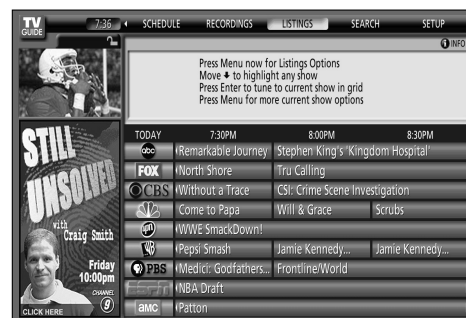 TV
GUIDE
7:36 SCHEDULE RECORDINGS LISTINGS SEARCH SETUP
INFO
Press Menu now for Listings Options
Move to highlight any show
Press Enter to tune to current show in grid
Press Menu for more current show options
TODAY 7:30PM 8:00PM 8:30PM
abc Remarkable Journey Stephen King's 'Kingdom Hospital'
FOX North Shore Tru Calling
CBS Without a Trace CSI: Crime Scene Investigation
Come to Papa Will & Grace Scrubs
upn WWE SmackDown!
WB Pepsi Smash Jamie Kennedy... Jamie Kennedy...
PBS Medici: Godfathers... Frontline/World
ESPN NBA Draft
amc Patton
STILL
UNSOLVED
with
Craig Smith
Friday
10:00pm
CHANNEL
9
CLICK HERE